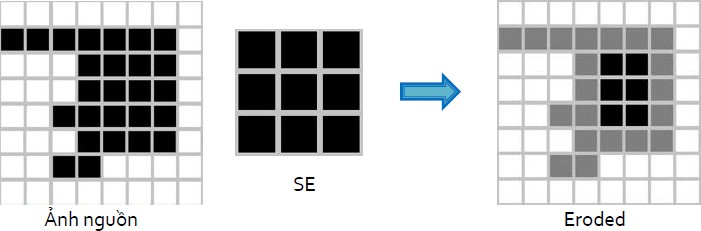 SE
Ảnh nguồn
Eroded